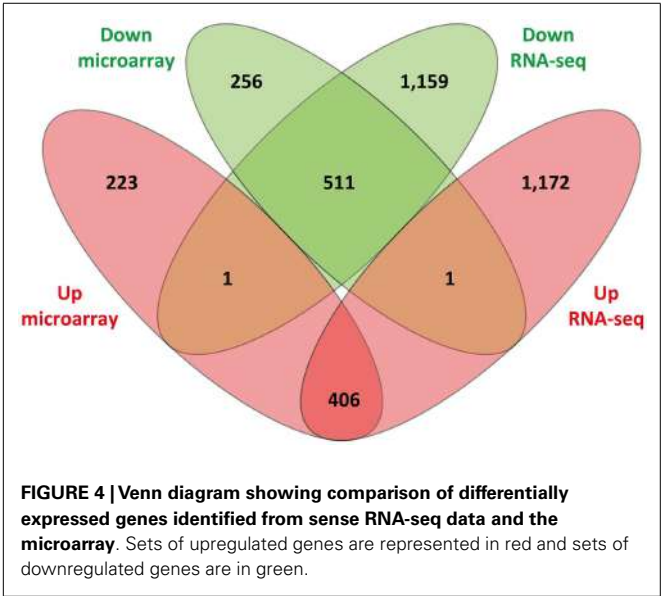 Down
microarray
Down
RNA-seq
256
1,159
223
511
1,172
1
1
Up
microarray
Up
RNA-seq
406
FIGURE 4 | Venn diagram showing comparison of differentially
expressed genes identified from sense RNA-seq data and the
microarray. Sets of upregulated genes are represented in red and sets of
downregulated genes are in green.